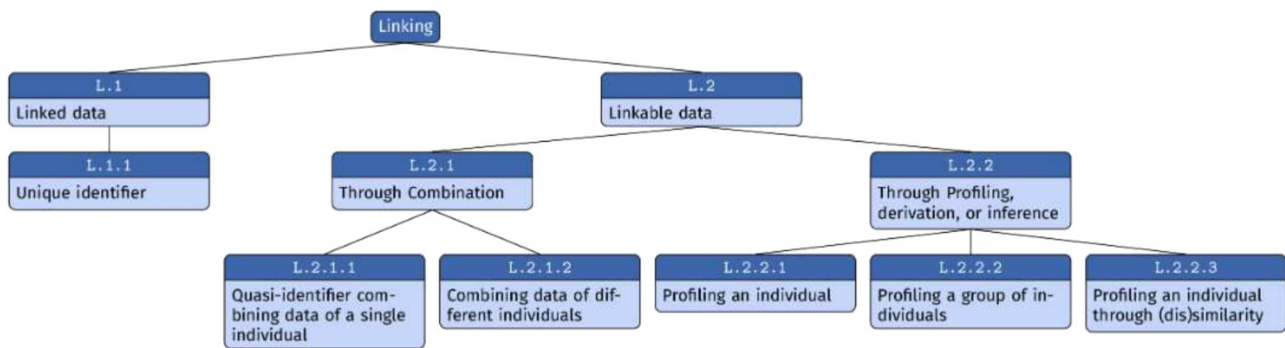 Linking
L.1
Linked data
L.2
Linkable data
L.1.1
Unique identifier
L.2.1
Through Combination
L.2.2
Through Profiling,
derivation, or inference
L.2.1.1
Quasi-identifier com-
bining data of a single
individual
L.2.1.2
Combining data of dif-
ferent individuals
L.2.2.1
Profiling an individual
L.2.2.2
Profiling a group of in-
dividuals
L.2.2.3
Profiling an individual
through (dis)similarity